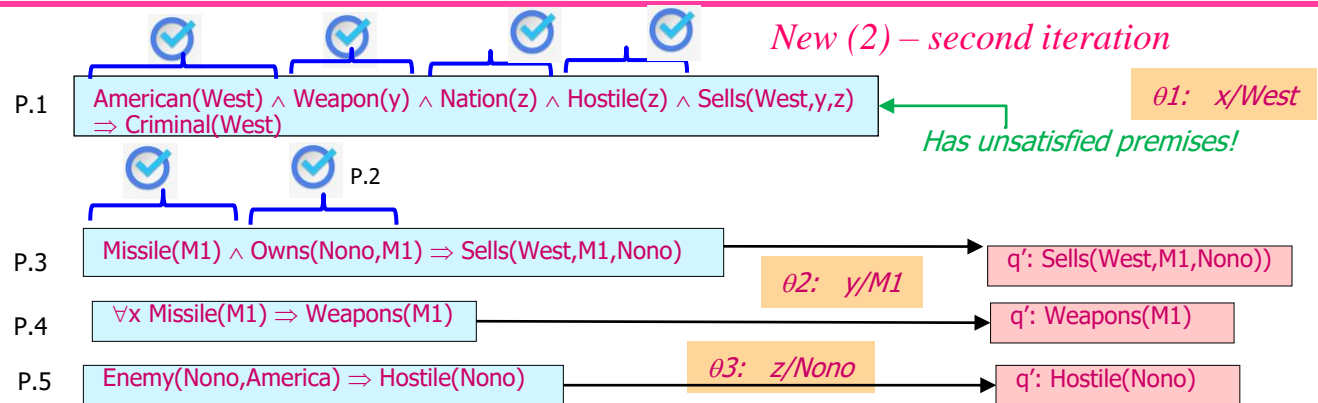 New (2) – second iteration
P.1
American(West) ∧ Weapon(y) ∧ Nation(z) ∧ Hostile(z) ∧ Sells(West,y,z)
⇒ Criminal(West)
θ1: x/West
Has unsatisfied premises!
P.2
P.3
Missile(M1) ∧ Owns(Nono,M1) ⇒ Sells(West,M1,Nono)
q’: Sells(West,M1,Nono))
θ2: y/M1
P.4
∀x Missile(M1) ⇒ Weapons(M1)
q’: Weapons(M1)
P.5
Enemy(Nono,America) ⇒ Hostile(Nono)
θ3: z/Nono
q’: Hostile(Nono)